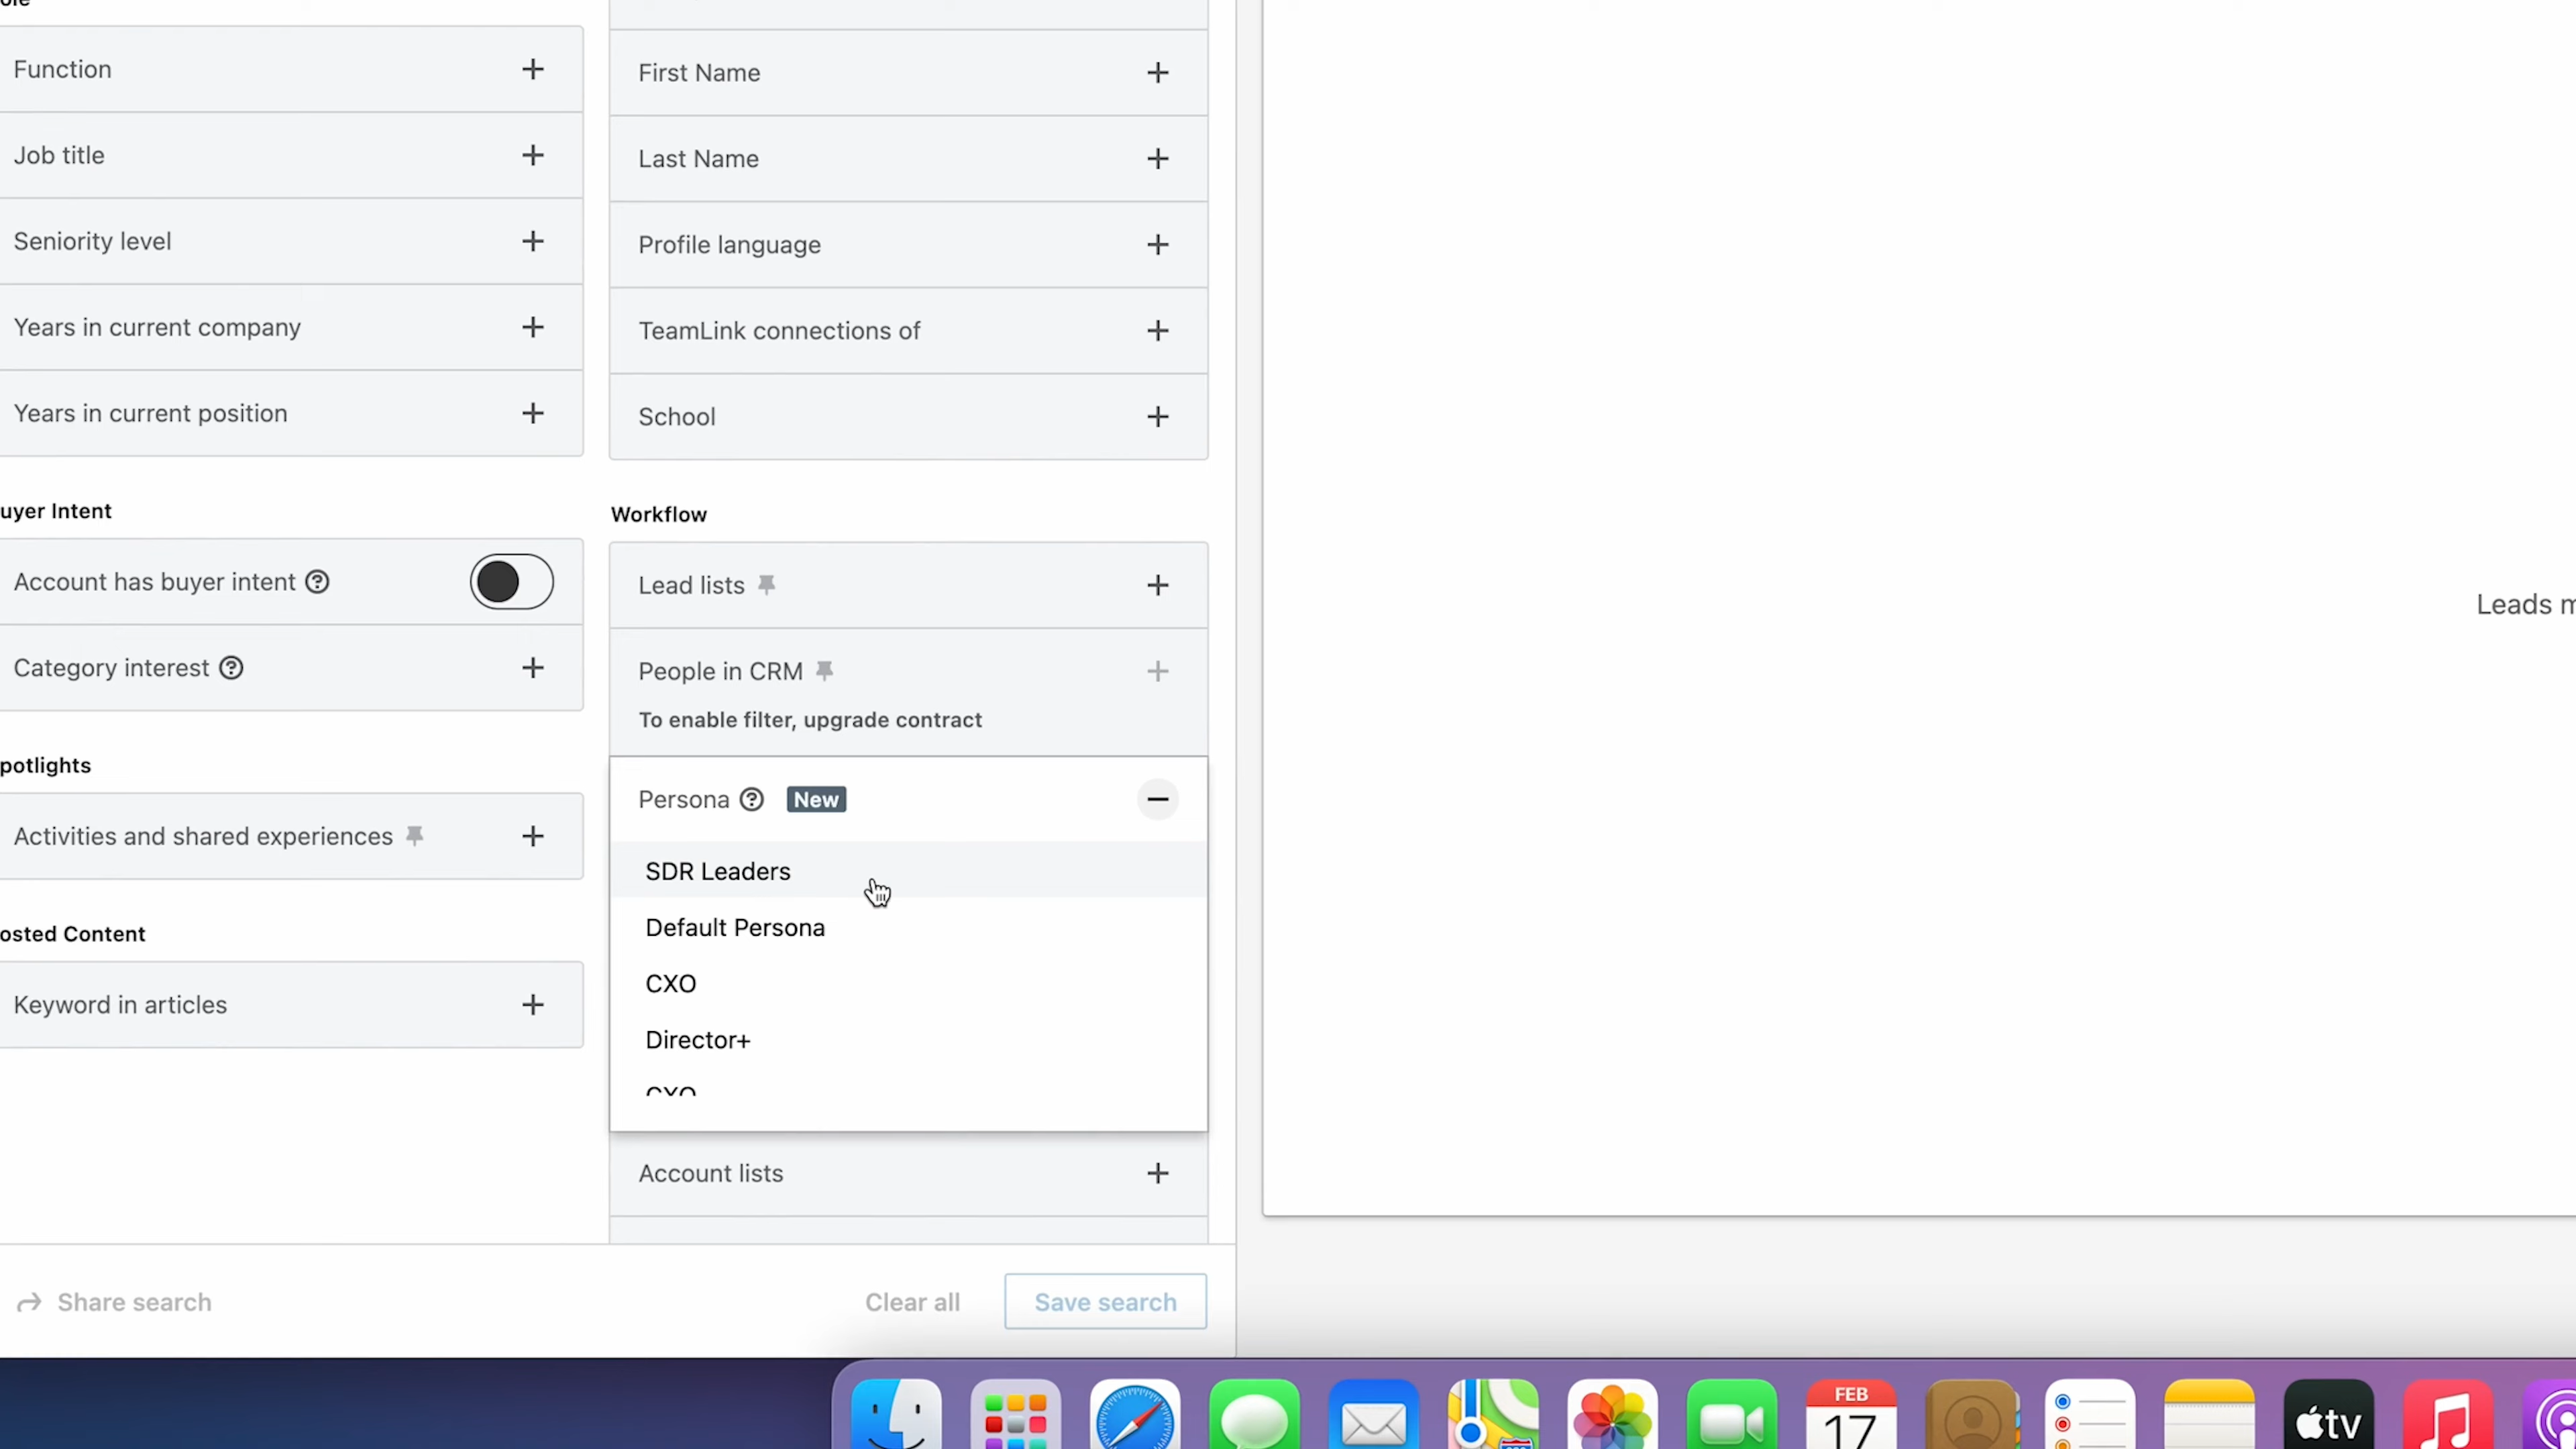 Function
Job title
Seniority level
Years in current company
Years in current position
uyer Intent
Account has buyer intent
Category interest
potlights
Activities and shared experiences
osted Content
Keyword in articles
First Name
Last Name
Profile language
TeamLink connections of
School
Workflow
Lead lists
People in CRM
To enable filter, upgrade contract
Persona New
SDR Leaders
Default Persona
CXO
Director+
CXO
Account lists
Share search
Clear all
Save search
Leads m
FEB
17
tv